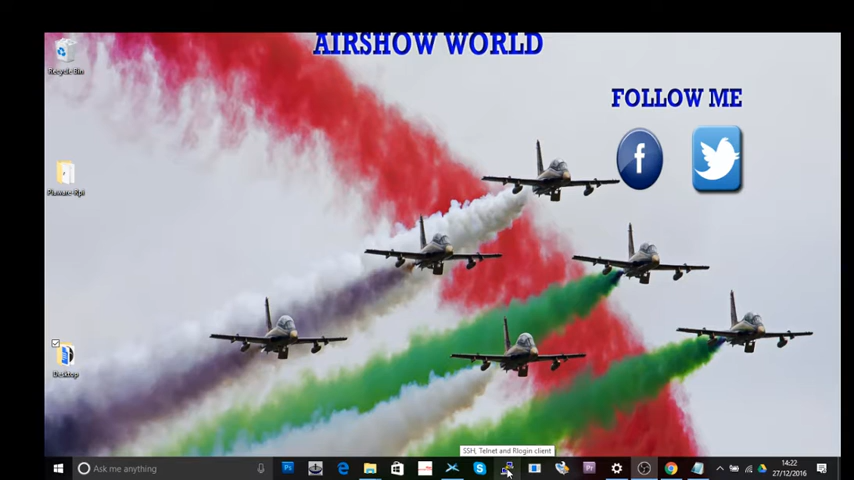 AIRSHOW WORLD
FOLLOW ME
Recycle Bin
Desktop
SSH, Telnet and Rlogin client
Ask me anything
14:22
27/12/2016